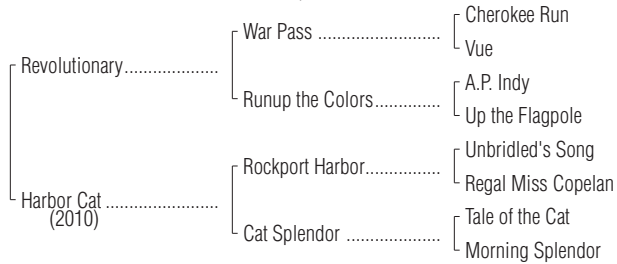 Cherokee Run
War Pass ......................
Vue
Revolutionary....................
A.P. Indy
Runup the Colors..............
Up the Flagpole
Unbridled's Song
Rockport Harbor................
Regal Miss Copelan
Harbor Cat ........................
(2010)
Tale of the Cat
Cat Splendor ....................
Morning Splendor